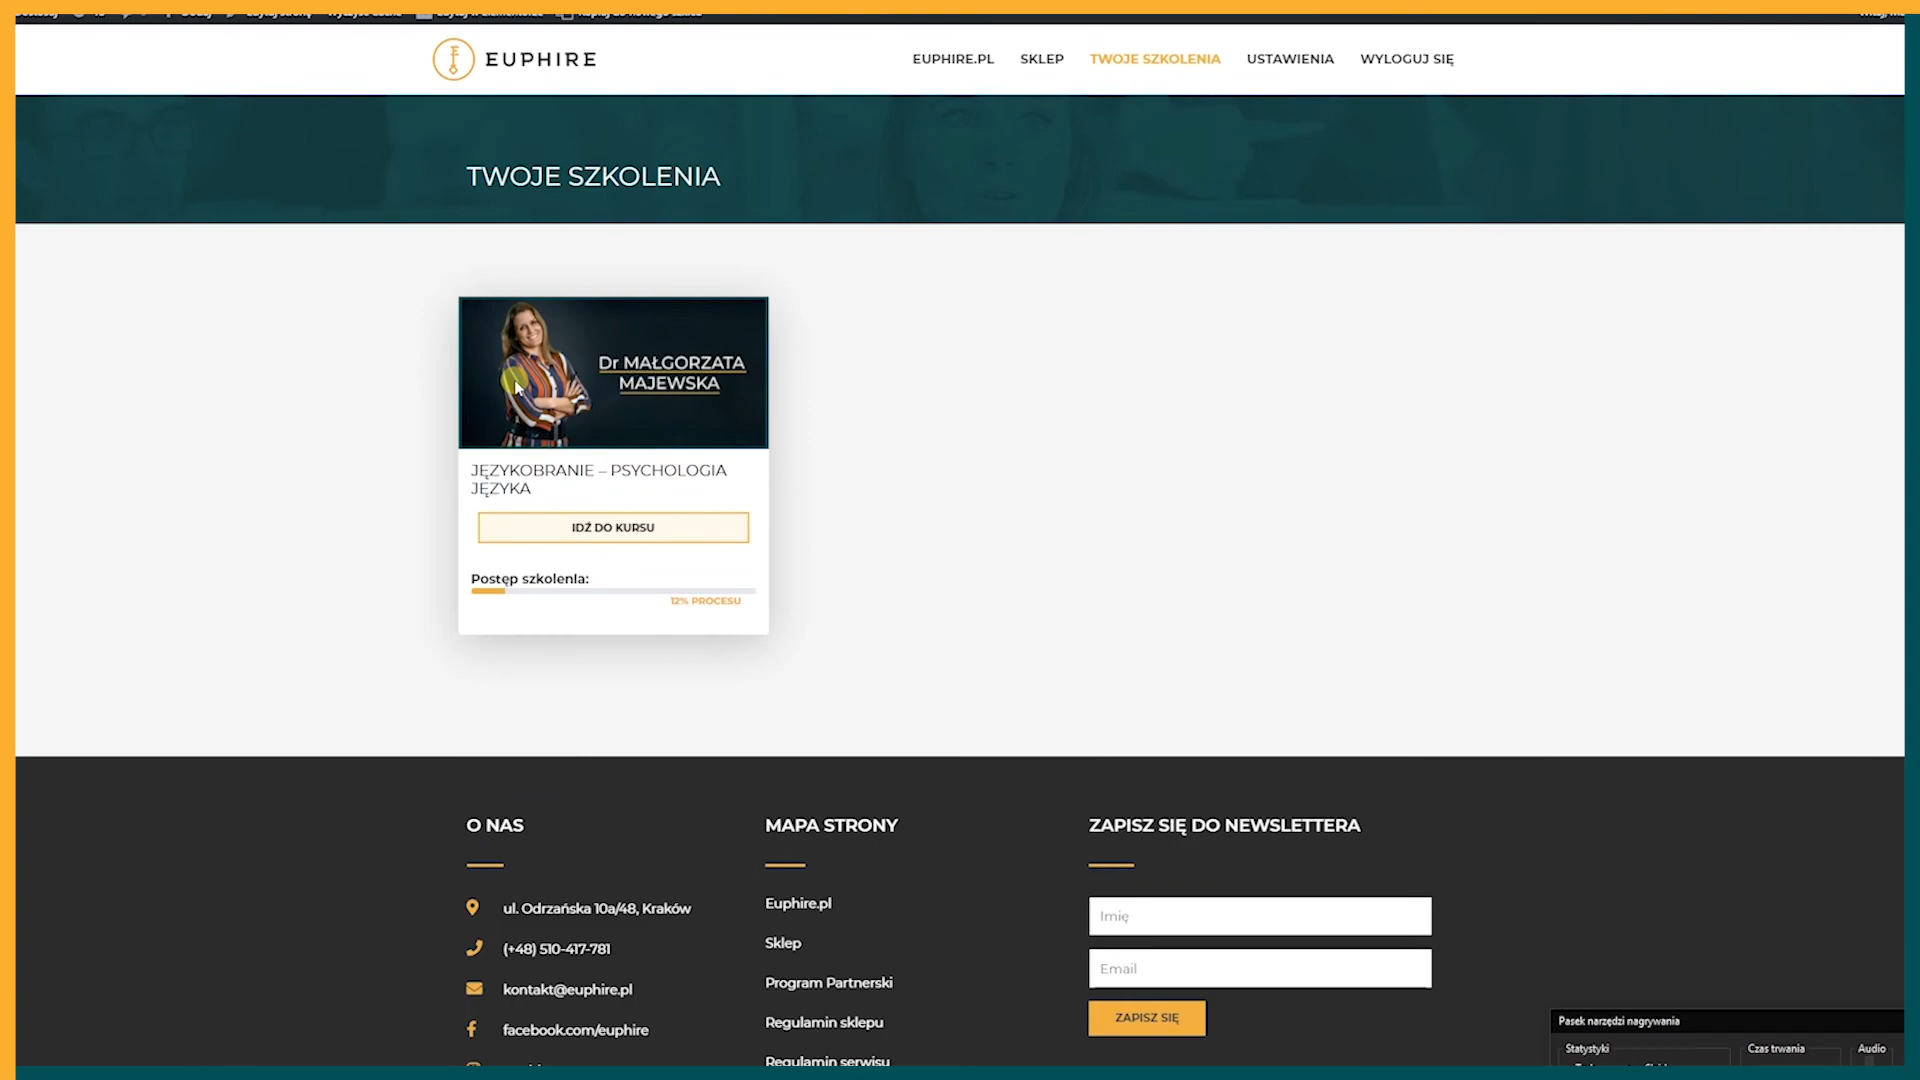 EUPHIRE
EUPHIRE.PL SKLEP TWOJE SZKOLENIA USTAWIENIA WYLOGUJ SIĘ
TWOJE SZKOLENIA
Dr MAŁGORZATA
MAJEWSKA
JĘZYKOBRANIE – PSYCHOLOGIA
JĘZYKA
IDŹ DO KURSU
Postęp szkolenia:
12% PROCESU
O NAS
ul. Odrzańska 10a/48, Kraków
(+48) 510-417-781
kontakt@euphire.pl
facebook.com/euphire
MAPA STRONY
Euphire.pl
Sklep
Program Partnerski
Regulamin sklepu
Regulamin serwisu
ZAPISZ SIĘ DO NEWSLETTERA
Imię
Email
ZAPISZ SIĘ
Pasek narzędzi nagrywania
Statystyki Czas trwania Audio